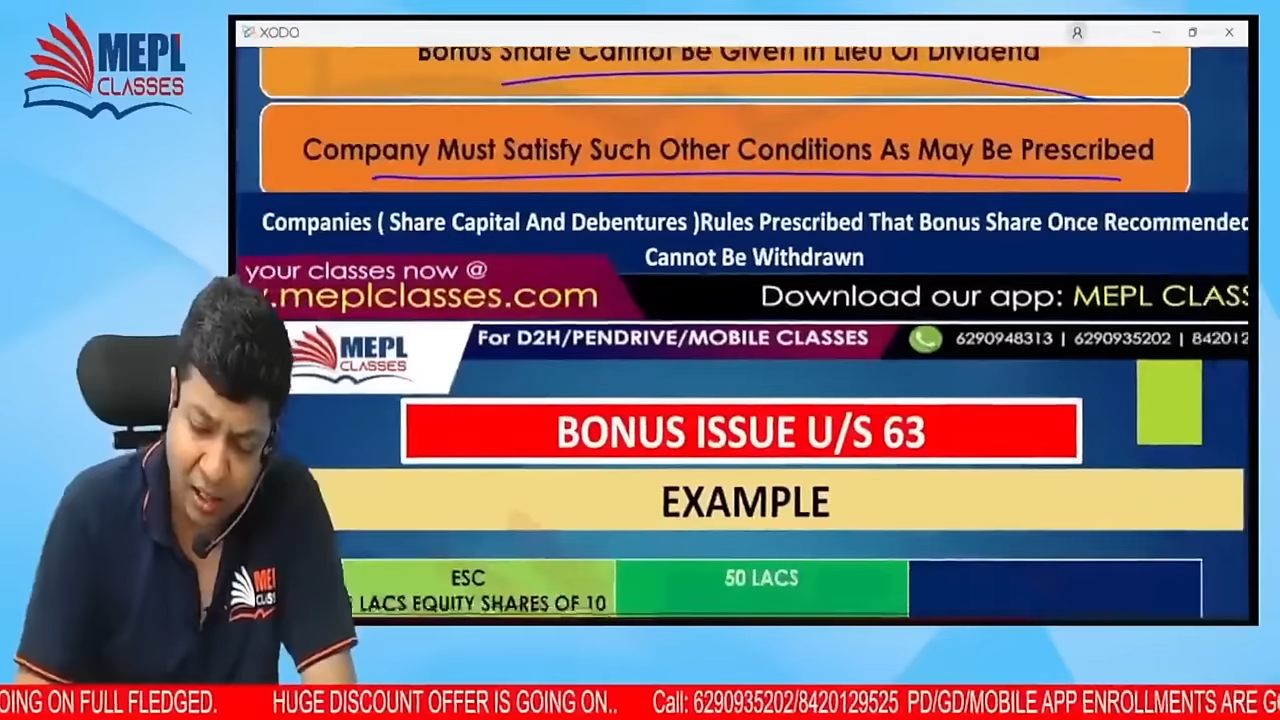 MEPL
CLASSES
XODO
Bonus Share Cannot Be Given In Lieu Of Dividend
Company Must Satisfy Such Other Conditions As May Be Prescribed
Companies ( Share Capital And Debentures )Rules Prescribed That Bonus Share Once Recommended
Cannot Be Withdrawn
your classes now @
.meplclasses.com
Download our app: MEPL CLASS
MEPL
CLASSES
For D2H/PENDRIVE/MOBILE CLASSES
6290948313 | 6290935202 | 842012
BONUS ISSUE U/S 63
EXAMPLE
ESC
LACS EQUITY SHARES OF 10
50 LACS
OING ON FULL FLEDGED. HUGE DISCOUNT OFFER IS GOING ON.. Call: 6290935202/8420129525 PD/GD/MOBILE APP ENROLLMENTS ARE G